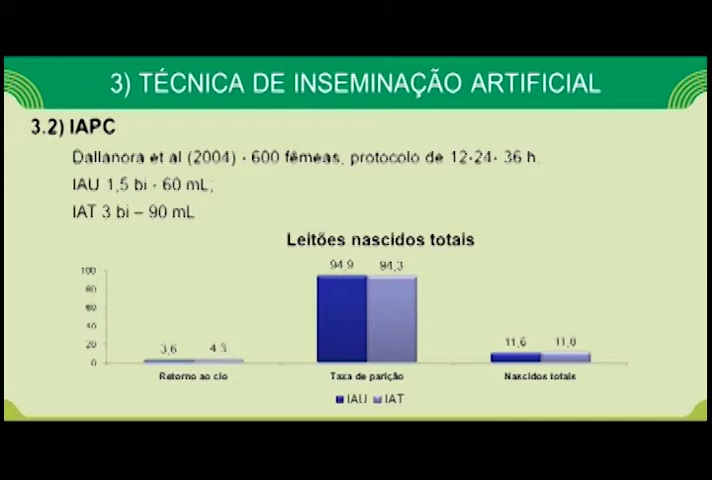 3) TÉCNICA DE INSEMINAÇÃO ARTIFICIAL
3.2) IAPC
Dallanora et al (2004) - 600 fêmeas, protocolo de 12-24- 36 h.
IAU 1,5 bi - 60 mL;
IAT 3 bi – 90 mL
Leitões nascidos totais
100
80
60
40
20
0
3,6 4,3
94,9 94,3
11,6
Retorno ao cio Taxa de parição Nascidos totais
IAU IAT